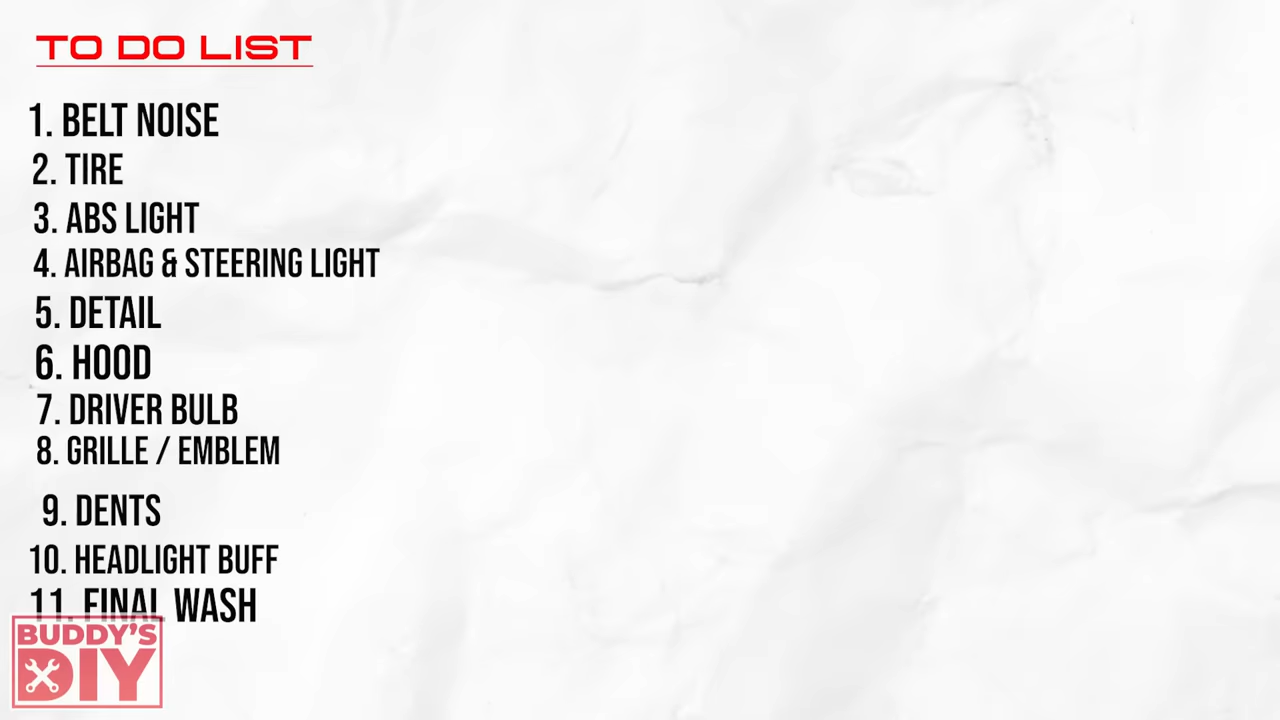 TO DO LIST
1. BELT NOISE
2. TIRE
3. ABS LIGHT
4. AIRBAG & STEERING LIGHT
5. DETAIL
6. HOOD
7. DRIVER BULB
8. GRILLE / EMBLEM
9. DENTS
10. HEADLIGHT BUFF
11. FINAL WASH
BUDDY'S
DIY